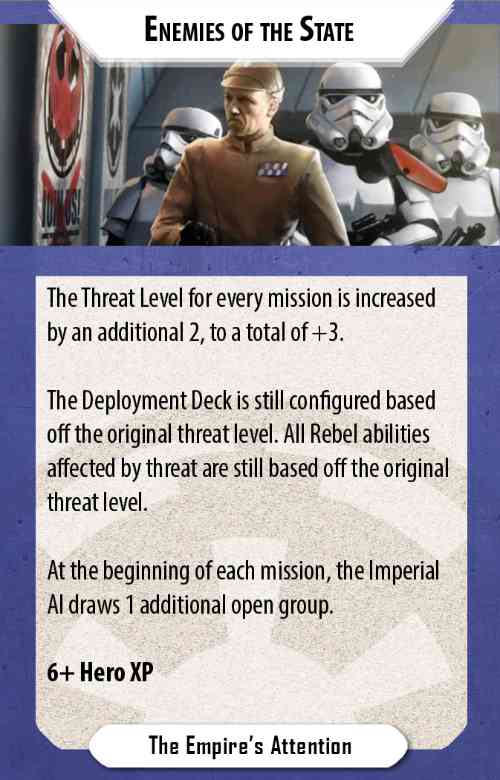 Enemies of the State
JOIN US!
The Threat Level for every mission is increased
by an additional 2, to a total of +3.
The Deployment Deck is still configured based
off the original threat level. All Rebel abilities
affected by threat are still based off the original
threat level.
At the beginning of each mission, the Imperial
AI draws 1 additional open group.
6+ Hero XP
The Empire's Attention